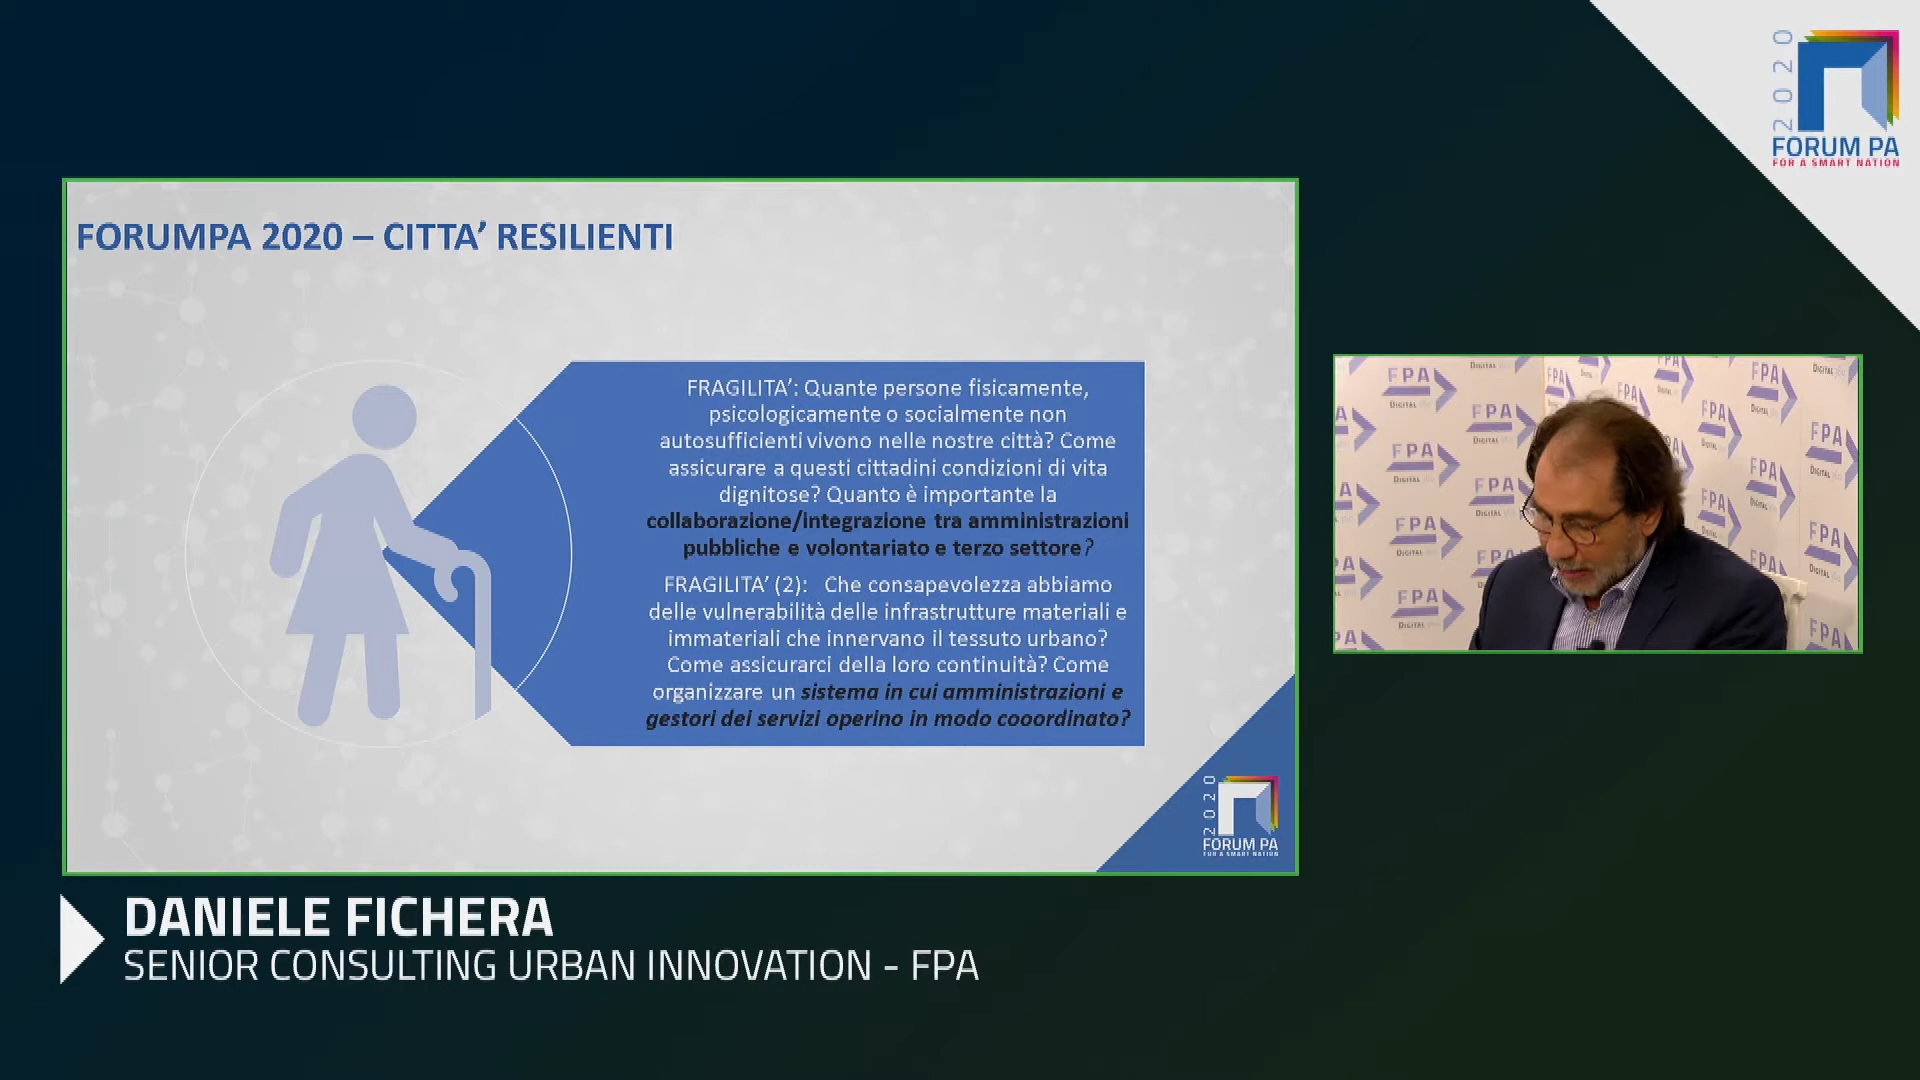 2020
FORUM PA
FOR A SMART NATION
FORUMPA 2020 – CITTA’ RESILIENTI
FRAGILITA’: Quante persone fisicamente,
psicologicamente o socialmente non
autosufficienti vivono nelle nostre città? Come
assicurare a questi cittadini condizioni di vita
dignitose? Quanto è importante la
collaborazione/integrazione tra amministrazioni
pubbliche e volontariato e terzo settore?
FRAGILITA’ (2): Che consapevolezza abbiamo
delle vulnerabilità delle infrastrutture materiali e
immateriali che innervano il tessuto urbano?
Come assicurarci della loro continuità? Come
organizzare un sistema in cui amministrazioni e
gestori dei servizi operino in modo cooordinato?
2020
FORUM PA
FOR A SMART NATION
FPA
DIGITAL 360
DANIELE FICHERA
SENIOR CONSULTING URBAN INNOVATION - FPA